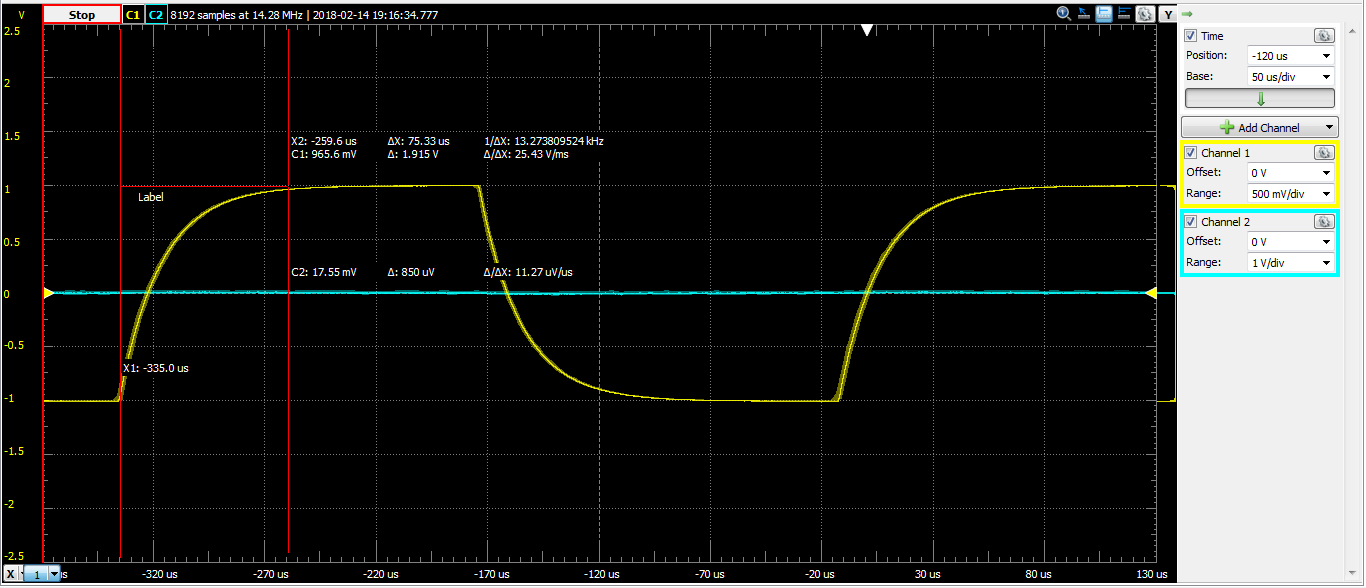 V Stop C1 C2 8192 samples at 14.28 MHz | 2018-02-14 19:16:34.777 Y
2.5
2
1.5
1
0.5
0
-0.5
-1
-1.5
-2
-2.5
X2: -259.6 us ΔX: 75.33 us 1/ΔX: 13.273809524 kHz
C1: 965.6 mV Δ: 1.915 V Δ/ΔX: 25.43 V/ms
Label
C2: 17.55 mV Δ: 850 uV Δ/ΔX: 11.27 uV/us
X1: -335.0 us
X 1 us -320 us -270 us -220 us -170 us -120 us -70 us -20 us 30 us 80 us 130 us
Time
Position: -120 us
Base: 50 us/div
Add Channel
Channel 1
Offset: 0 V
Range: 500 mV/div
Channel 2
Offset: 0 V
Range: 1 V/div